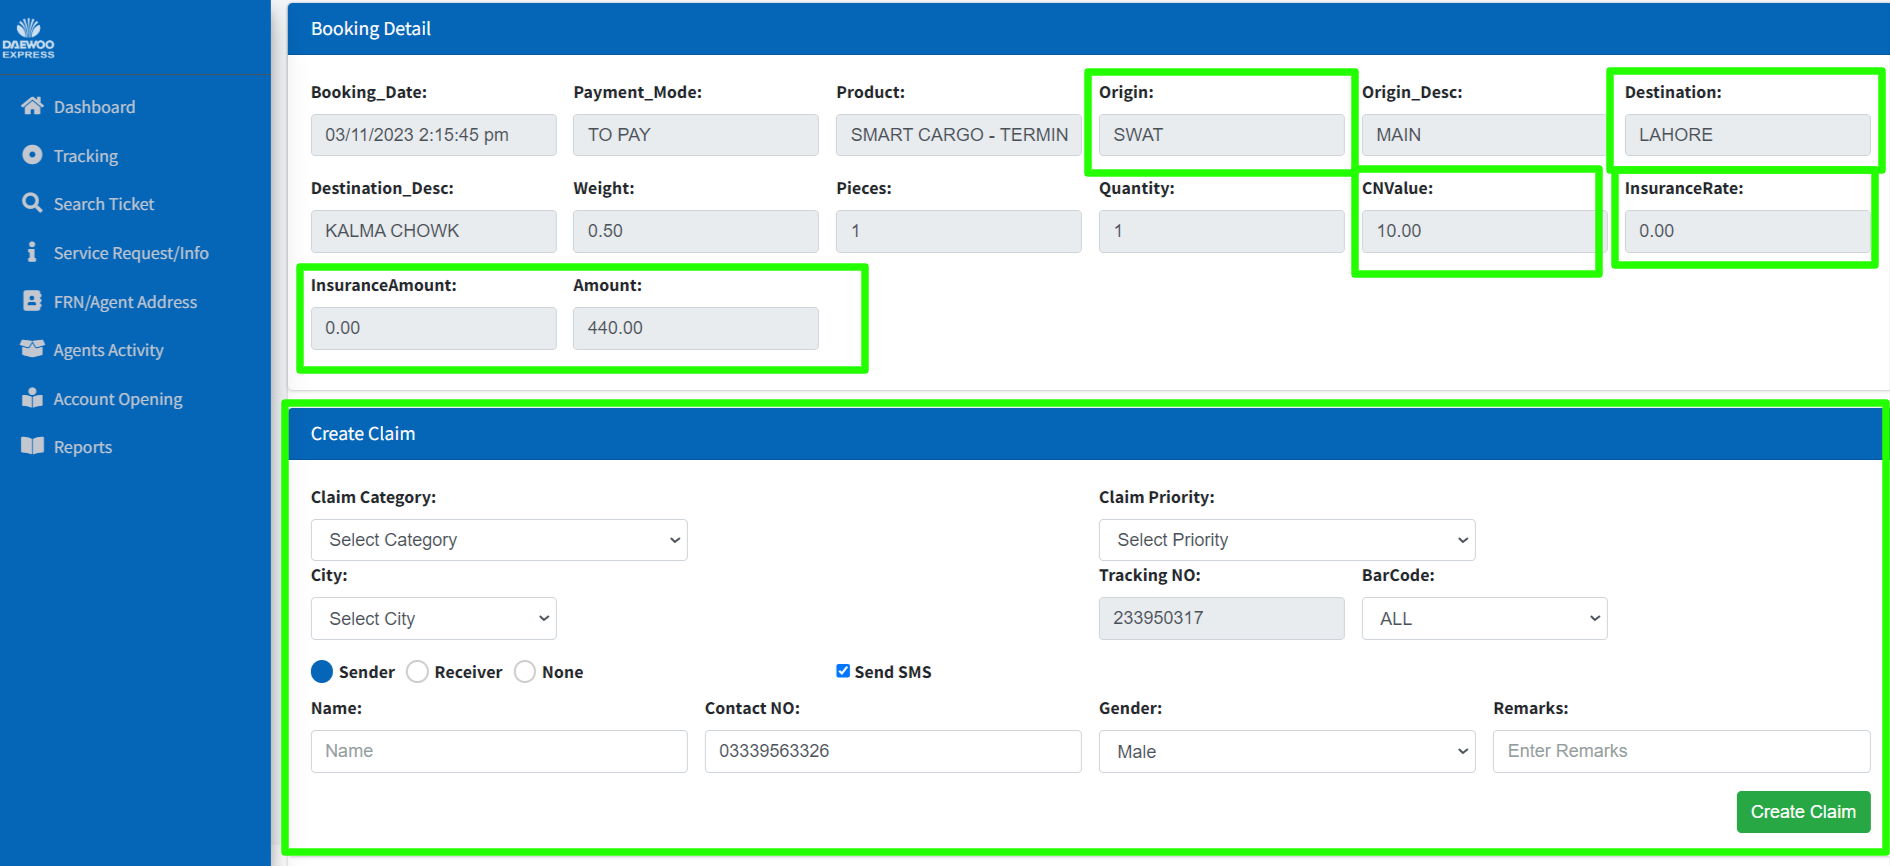 DAEWOO
EXPRESS
Dashboard
Tracking
Search Ticket
Service Request/Info
FRN/Agent Address
Agents Activity
Account Opening
Reports
Booking Detail
Booking_Date: Payment_Mode: Product: Origin: Origin_Desc: Destination:
03/11/2023 2:15:45 pm TO PAY SMART CARGO - TERMIN SWAT MAIN LAHORE
Destination_Desc: Weight: Pieces: Quantity: CNValue: InsuranceRate:
KALMA CHOWK 0.50 1 1 10.00 0.00
InsuranceAmount: Amount:
0.00 440.00
Create Claim
Claim Category: Claim Priority:
Select Category Select Priority
City: Tracking NO: BarCode:
Select City 233950317 ALL
Sender Receiver None Send SMS
Name: Contact NO: Gender: Remarks:
Name 03339563326 Male Enter Remarks
Create Claim